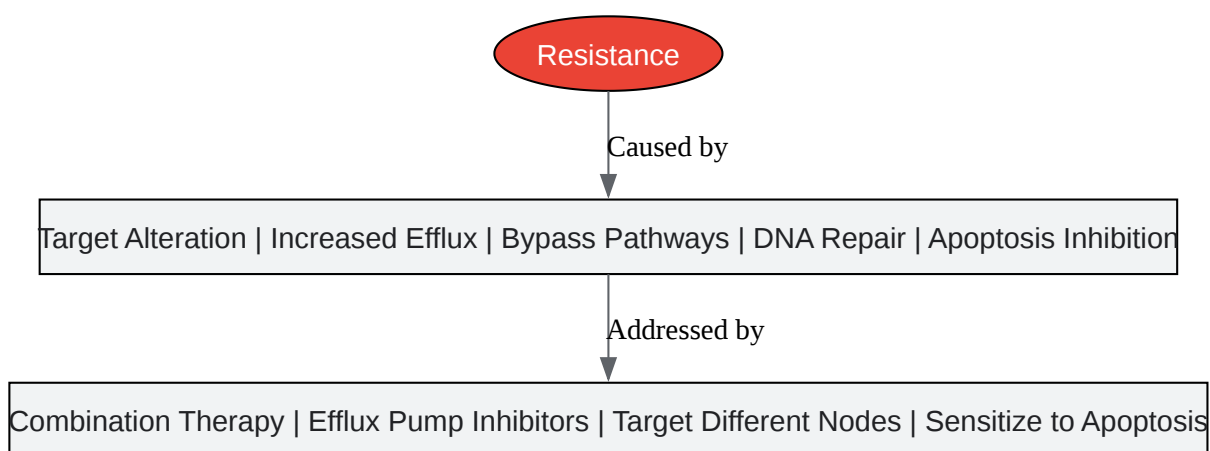 Resistance
Caused by
Target Alteration | Increased Efflux | Bypass Pathways | DNA Repair | Apoptosis Inhibition
Addressed by
Combination Therapy | Efflux Pump Inhibitors | Target Different Nodes | Sensitize to Apoptosis